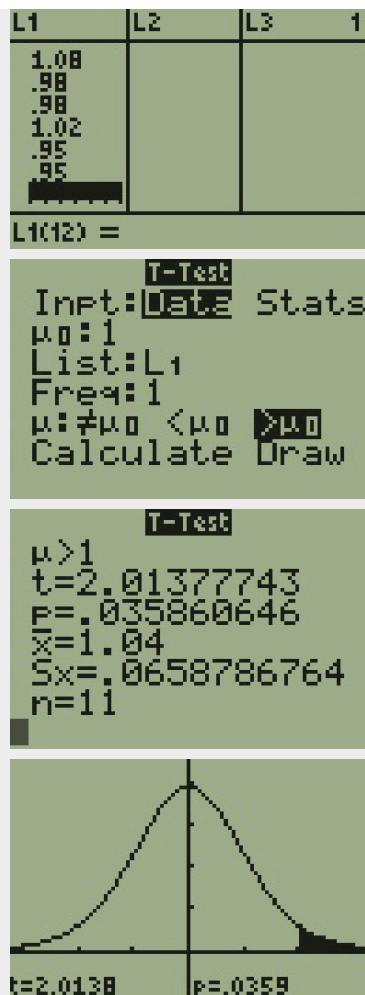 L1 L2 L3 1
1.08
.98
.98
1.02
.95
.95
L1(12) =
T-Test
Inpt:Data Stats
μ0:1
List:L1
Freq:1
μ:≠μ0 <μ0 >μ0
Calculate Draw
T-Test
μ>1
t=2.01377743
p=.035860646
x̄=1.04
Sx=.0658786764
n=11
t=2.0138 p=.0359